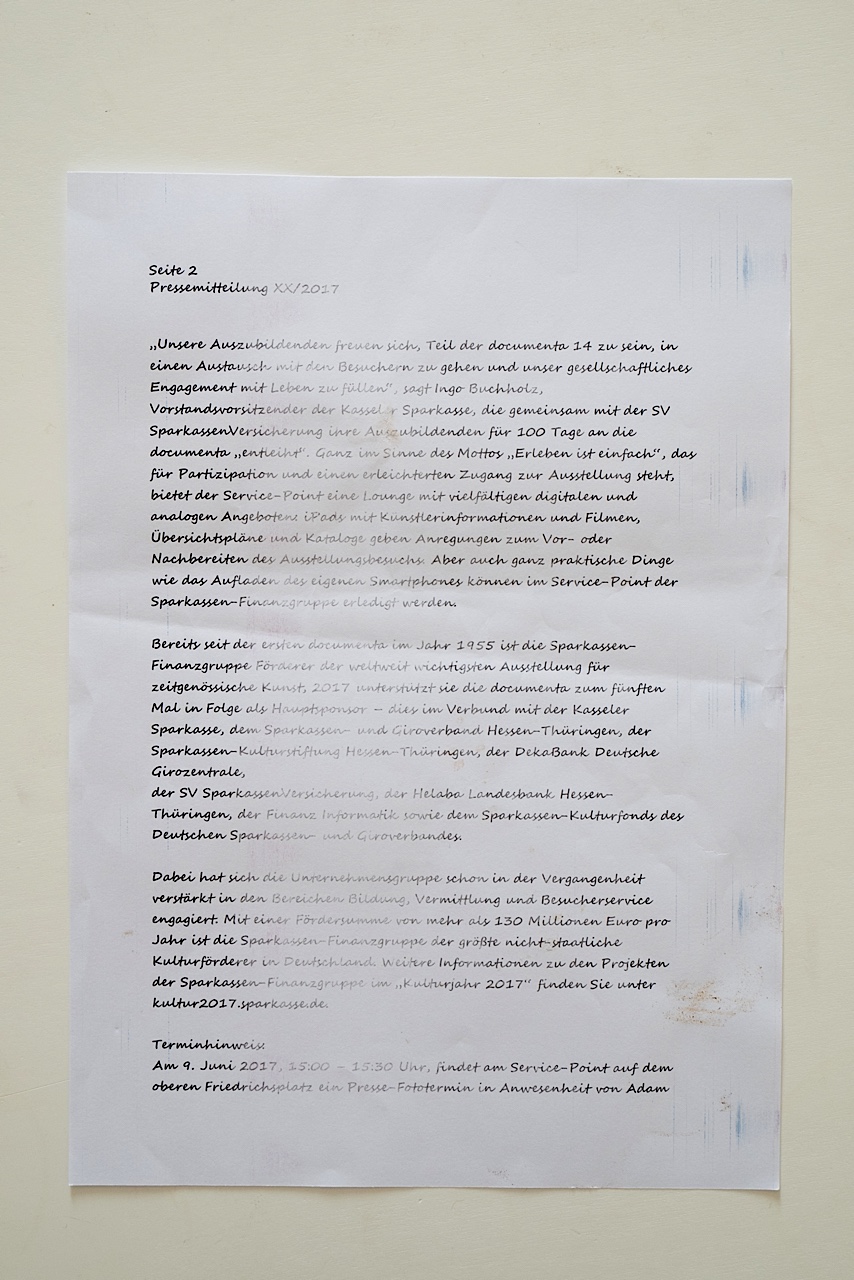 Seite 2
Pressemitteilung XX/2017
„Unsere Auszubildenden freuen sich, Teil der documenta 14 zu sein, in
einen Austausch mit den Besuchern zu gehen und unser gesellschaftliches
Engagement mit Leben zu füllen“, sagt Ingo Buchholz,
Vorstandsvorsitzender der Kassel r Sparkasse, die gemeinsam mit der SV
SparkassenVersicherung ihre Auszubildenden für 100 Tage an die
documenta „entleiht“. Ganz im Sinne des Mottos „Erleben ist einfach“, das
für Partizipation und einen erleichterten Zugang zur Ausstellung steht,
bietet der Service-Point eine Lounge mit vielfältigen digitalen und
analogen Angeboten: iPads mit Künstlerinformationen und Filmen,
Übersichtspläne und Kataloge geben Anregungen zum Vor- oder
Nachbereiten des Ausstellungsbesuchs. Aber auch ganz praktische Dinge
wie das Aufladen des eigenen Smartphones können im Service-Point der
Sparkassen-Finanzgruppe erledigt werden.
Bereits seit der ersten documenta im Jahr 1955 ist die Sparkassen-
Finanzgruppe Förderer der weltweit wichtigsten Ausstellung für
zeitgenössische Kunst, 2017 unterstützt sie die documenta zum fünften
Mal in Folge als Hauptsponsor – dies im Verbund mit der Kasseler
Sparkasse, dem Sparkassen- und Giroverband Hessen-Thüringen, der
Sparkassen-Kulturstiftung Hessen-Thüringen, der DekaBank Deutsche
Girozentrale,
der SV SparkassenVersicherung, der Helaba Landesbank Hessen-
Thüringen, der Finanz Informatik sowie dem Sparkassen-Kulturfonds des
Deutschen Sparkassen- und Giroverbandes.
Dabei hat sich die Unternehmensgruppe schon in der Vergangenheit
verstärkt in den Bereichen Bildung, Vermittlung und Besucherservice
engagiert. Mit einer Fördersumme von mehr als 130 Millionen Euro pro
Jahr ist die Sparkassen-Finanzgruppe der größte nicht-staatliche
Kulturförderer in Deutschland. Weitere Informationen zu den Projekten
der Sparkassen-Finanzgruppe im „Kulturjahr 2017“ finden Sie unter
kultur2017.sparkasse.de.
Terminhinweis:
Am 9. Juni 2017, 15:00 – 15:30 Uhr, findet am Service-Point auf dem
oberen Friedrichsplatz ein Presse-Fototermin in Anwesenheit von Adam